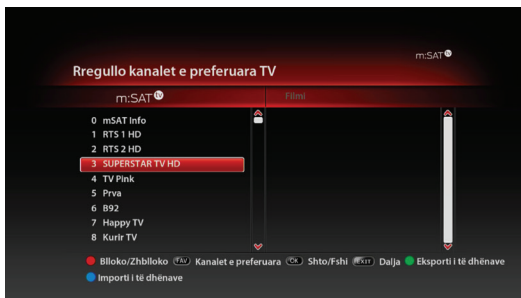 m:SAT tv
Rregullo kanalet e preferuara TV
m:SAT tv Filmi
0 mSAT Info
1 RTS 1 HD
2 RTS 2 HD
3 SUPERSTAR TV HD
4 TV Pink
5 Prva
6 B92
7 Happy TV
8 Kurir TV
Blloko/Zhblloko FAV Kanalet e preferuara OK Shto/Fshi EXIT Dalja Eksporti i të dhënave
Importi i të dhënave